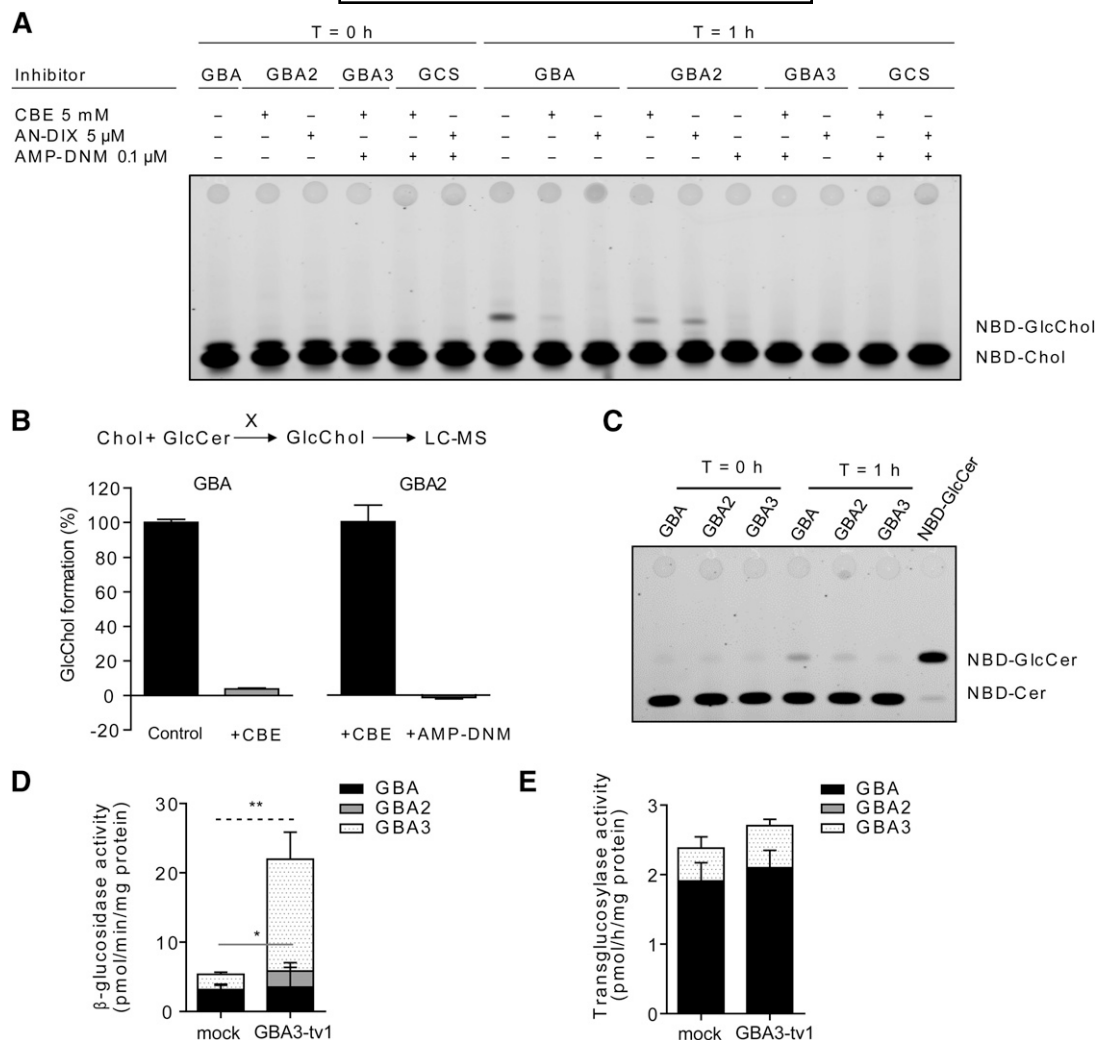 A
T = 0 h T = 1 h
Inhibitor GBA GBA2 GBA3 GCS GBA GBA2 GBA3 GCS
CBE 5 mM – + – + + – – + – + – – + – + –
AN-DIX 5 µM – – + – – + – – + – + – – + – +
AMP-DNM 0.1 µM – – – + + + – – – – – + + – + +
NBD-GlcChol
NBD-Chol
B
X
Chol+ GlcCer GlcChol LC-MS
GBA GBA2
GlcChol formation (%)
120
100
80
60
40
20
0
-20
Control +CBE +CBE +AMP-DNM
C
T = 0 h T = 1 h
GBA GBA2 GBA3 GBA GBA2 GBA3 NBD-GlcCer
NBD-GlcCer
NBD-Cer
D
β-glucosidase activity
(pmol/min/mg protein)
30
20
10
0
**
*
mock GBA3-tv1
GBA
GBA2
GBA3
E
Transglucosylase activity
(pmol/h/mg protein)
3
2
1
0
mock GBA3-tv1
GBA
GBA2
GBA3